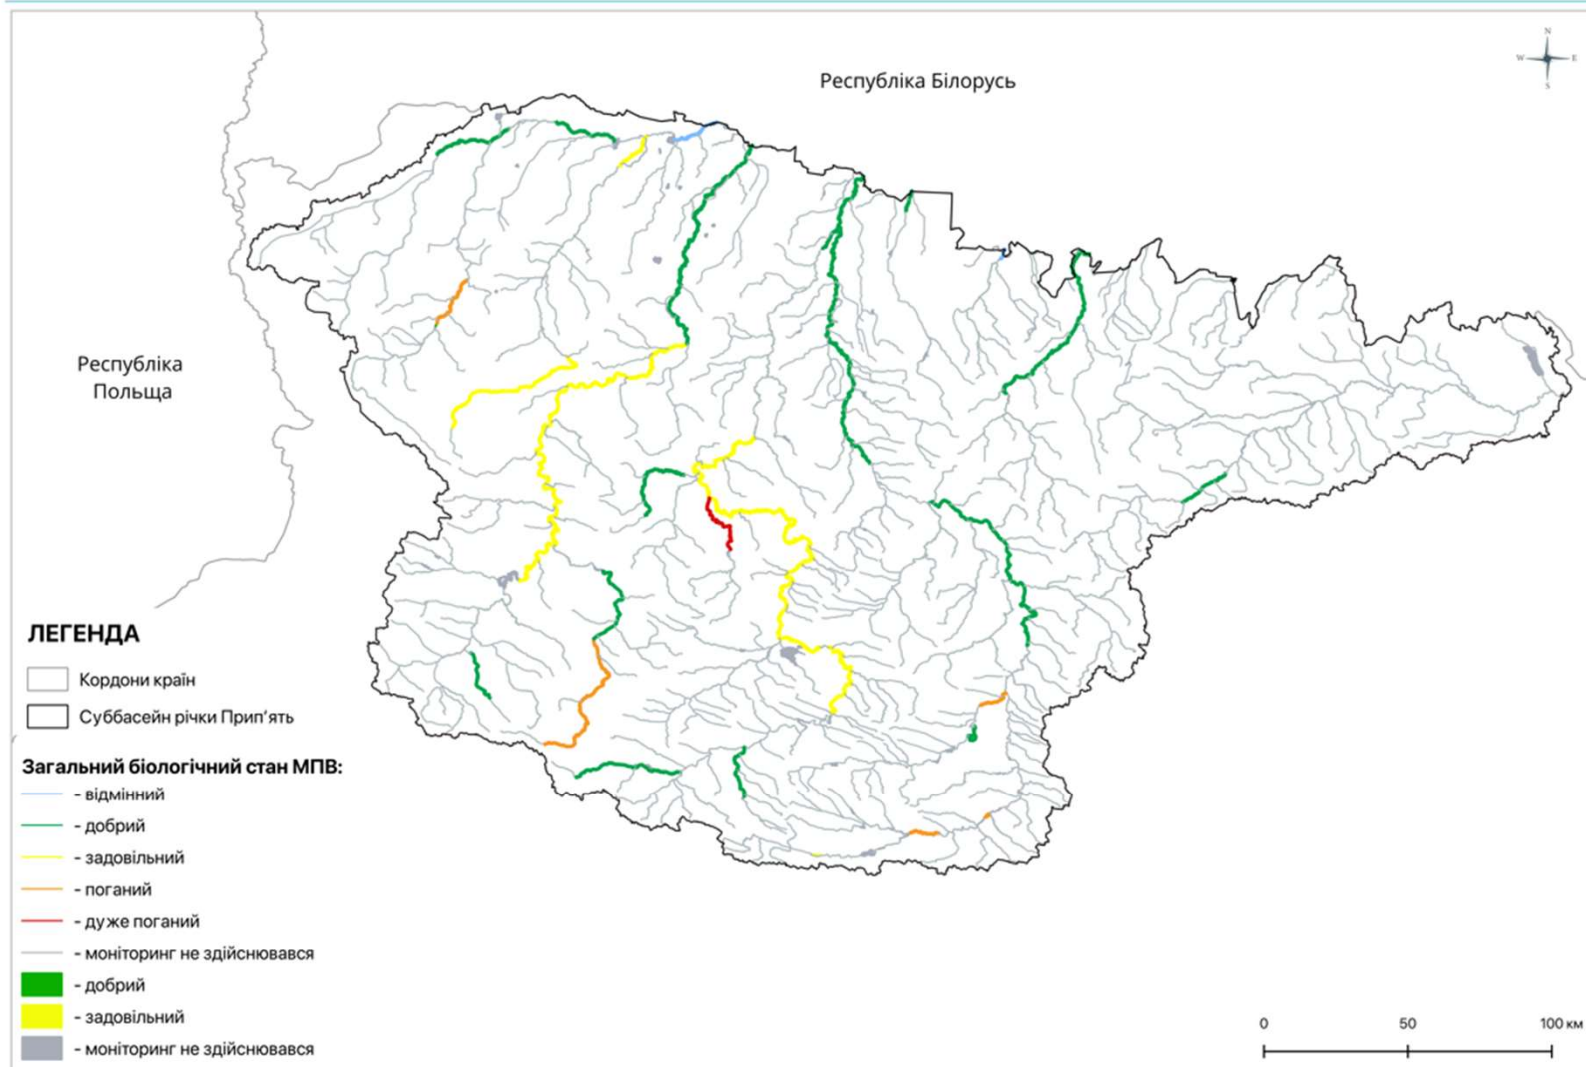 Республіка Білорусь
N
W
E
S
Республіка
Польща
ЛЕГЕНДА
Кордони країн
Суббасейн річки Прип’ять
Загальний біологічний стан МПВ:
- відмінний
- добрий
- задовільний
- поганий
- дуже поганий
- моніторинг не здійснювався
- добрий
- задовільний
- моніторинг не здійснювався
0 50 100 км